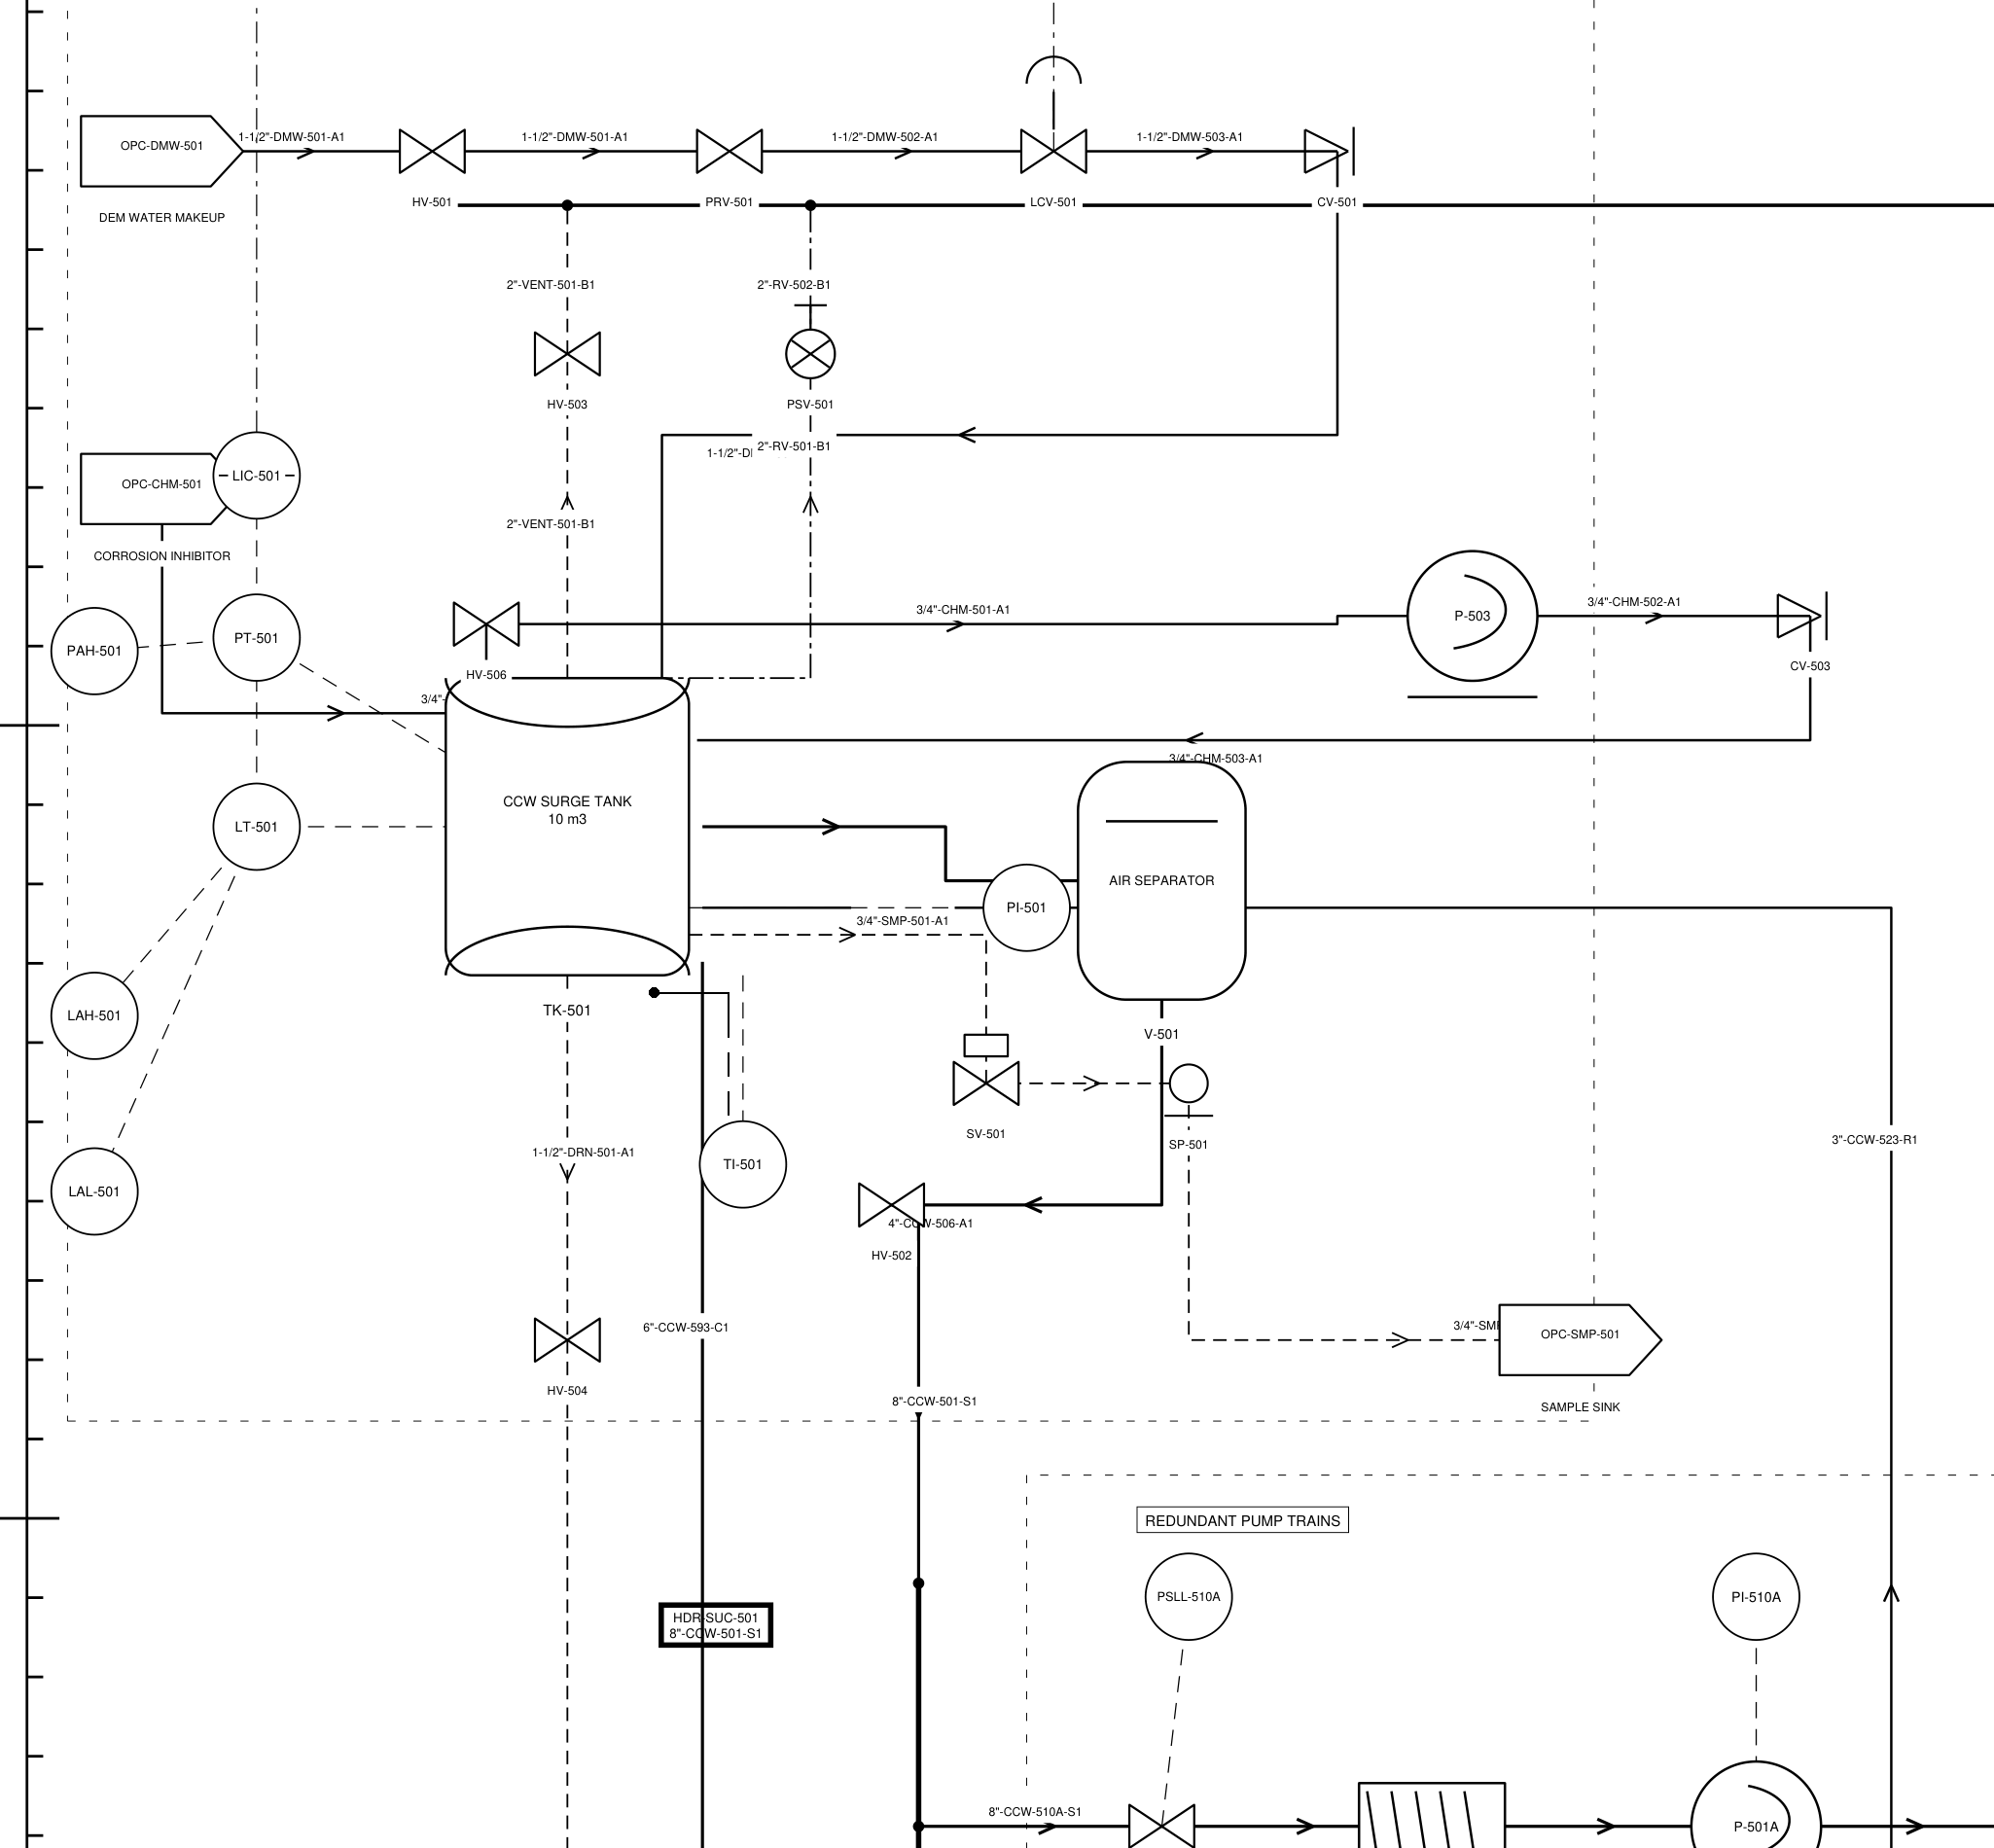 1-1/2"-DMW-501-A1
1-1/2"-DMW-501-A1
1-1/2"-DMW-502-A1
1-1/2"-DMW-503-A1
OPC-DMW-501
DEM WATER MAKEUP
HV-501
PRV-501
LCV-501
CV-501
2"-VENT-501-B1
2"-RV-502-B1
HV-503
PSV-501
2"-RV-501-B1
LIC-501
OPC-CHM-501
2"-VENT-501-B1
CORROSION INHIBITOR
3/4"-CHM-501-A1
P-503
3/4"-CHM-502-A1
PAH-501
PT-501
HV-506
CV-503
3/4"-
3/4"-CHM-503-A1
CCW SURGE TANK
10 m3
LT-501
AIR SEPARATOR
PI-501
3/4"-SMP-501-A1
TK-501
LAH-501
V-501
SV-501
SP-501
3"-CCW-523-R1
1-1/2"-DRN-501-A1
TI-501
LAL-501
4"-CCW-506-A1
HV-502
6"-CCW-593-C1
OPC-SMP-501
HV-504
8"-CCW-501-S1
SAMPLE SINK
REDUNDANT PUMP TRAINS
PSLL-510A
PI-510A
HDR-SUC-501
8"-CCW-501-S1
8"-CCW-510A-S1
P-501A